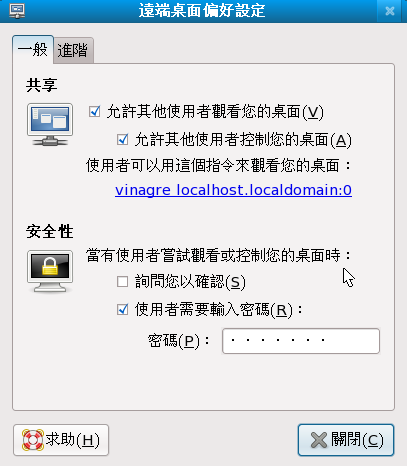 遠端桌面偏好設定
一般 進階
共享
允許其他使用者觀看您的桌面(V)
允許其他使用者控制您的桌面(A)
使用者可以用這個指令來觀看您的桌面：
vinagre localhost.localdomain:0
安全性
當有使用者嘗試觀看或控制您的桌面時：
詢問您以確認(S)
使用者需要輸入密碼(R)：
密碼(P)： ·······
求助(H) 關閉(C)